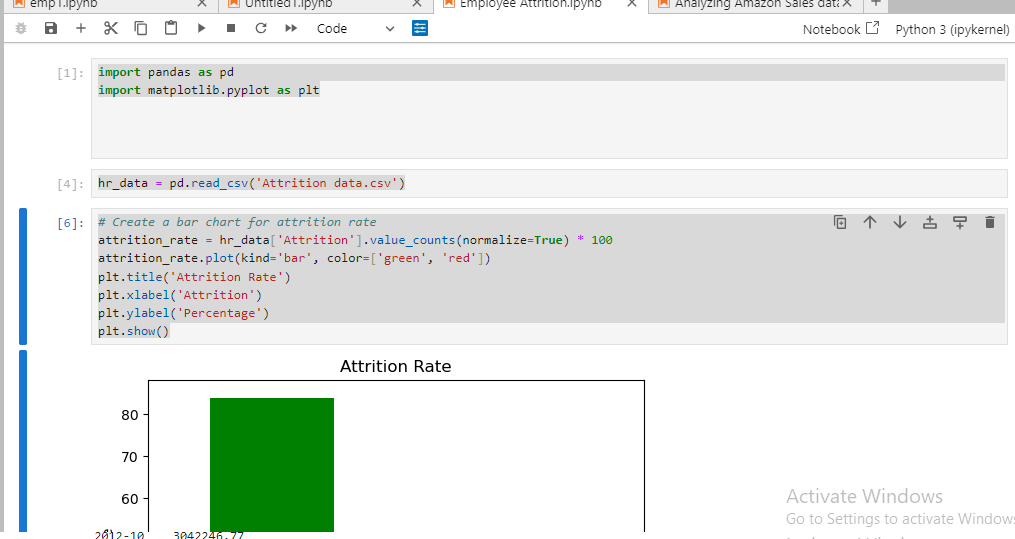 emp1.ipynb
Untitled1.ipynb
Employee Attrition.ipynb
Analyzing Amazon Sales data
Code
Notebook
Python 3 (ipykernel)
[1]:
import pandas as pd
import matplotlib.pyplot as plt
[4]:
hr_data = pd.read_csv('Attrition data.csv')
[6]:
# Create a bar chart for attrition rate
attrition_rate = hr_data['Attrition'].value_counts(normalize=True) * 100
attrition_rate.plot(kind='bar', color=['green', 'red'])
plt.title('Attrition Rate')
plt.xlabel('Attrition')
plt.ylabel('Percentage')
plt.show()
Attrition Rate
80
70
60
2012-10 3042246.77
Activate Windows
Go to Settings to activate Windows